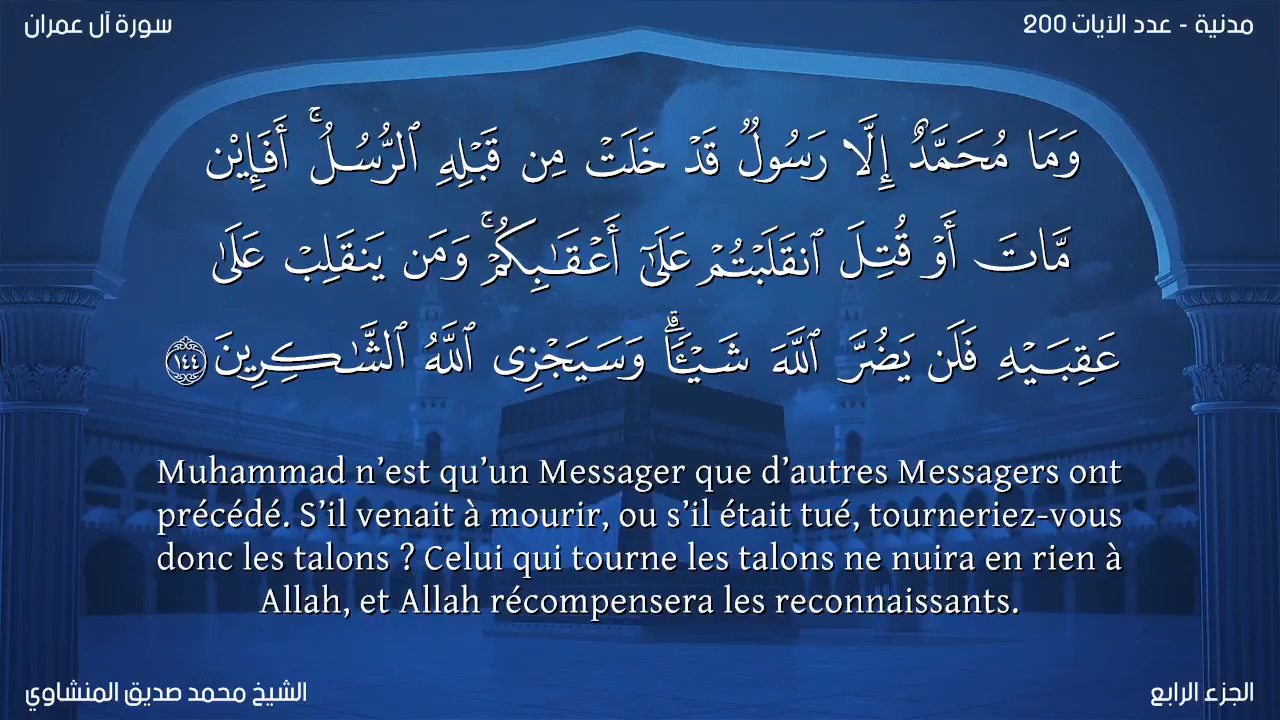 سورة آل عمران
مدنية - عدد الآيات 200
وَمَا مُحَمَّدٌ إِلَّا رَسُولٌ قَدْ خَلَتْ مِن قَبْلِهِ ٱلرُّسُلُ ۚ أَفَإِي۟ن
مَّاتَ أَوْ قُتِلَ ٱنقَلَبْتُمْ عَلَىٰٓ أَعْقَـٰبِكُمْ ۚ وَمَن يَنقَلِبْ عَلَىٰ
عَقِبَيْهِ فَلَن يَضُرَّ ٱللَّهَ شَيْـًٔا ۗ وَسَيَجْزِى ٱللَّهُ ٱلشَّـٰكِرِينَ ١٤٤
Muhammad n’est qu’un Messager que d’autres Messagers ont
précédé. S’il venait à mourir, ou s’il était tué, tourneriez-vous
donc les talons ? Celui qui tourne les talons ne nuira en rien à
Allah, et Allah récompensera les reconnaissants.
الشيخ محمد صديق المنشاوي
الجزء الرابع